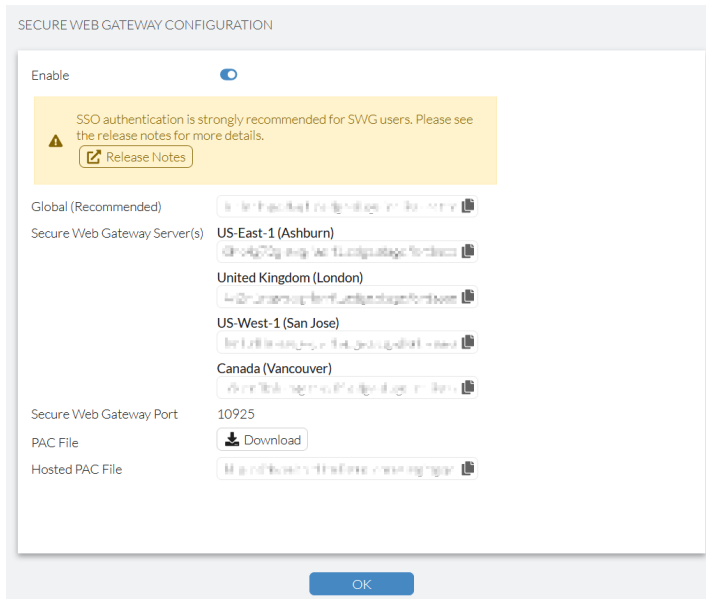 SECURE WEB GATEWAY CONFIGURATION
Enable
SSO authentication is strongly recommended for SWG users. Please see
the release notes for more details.
Release Notes
Global (Recommended)
Secure Web Gateway Server(s)
US-East-1 (Ashburn)
United Kingdom (London)
US-West-1 (San Jose)
Canada (Vancouver)
Secure Web Gateway Port
10925
PAC File
Download
Hosted PAC File
OK